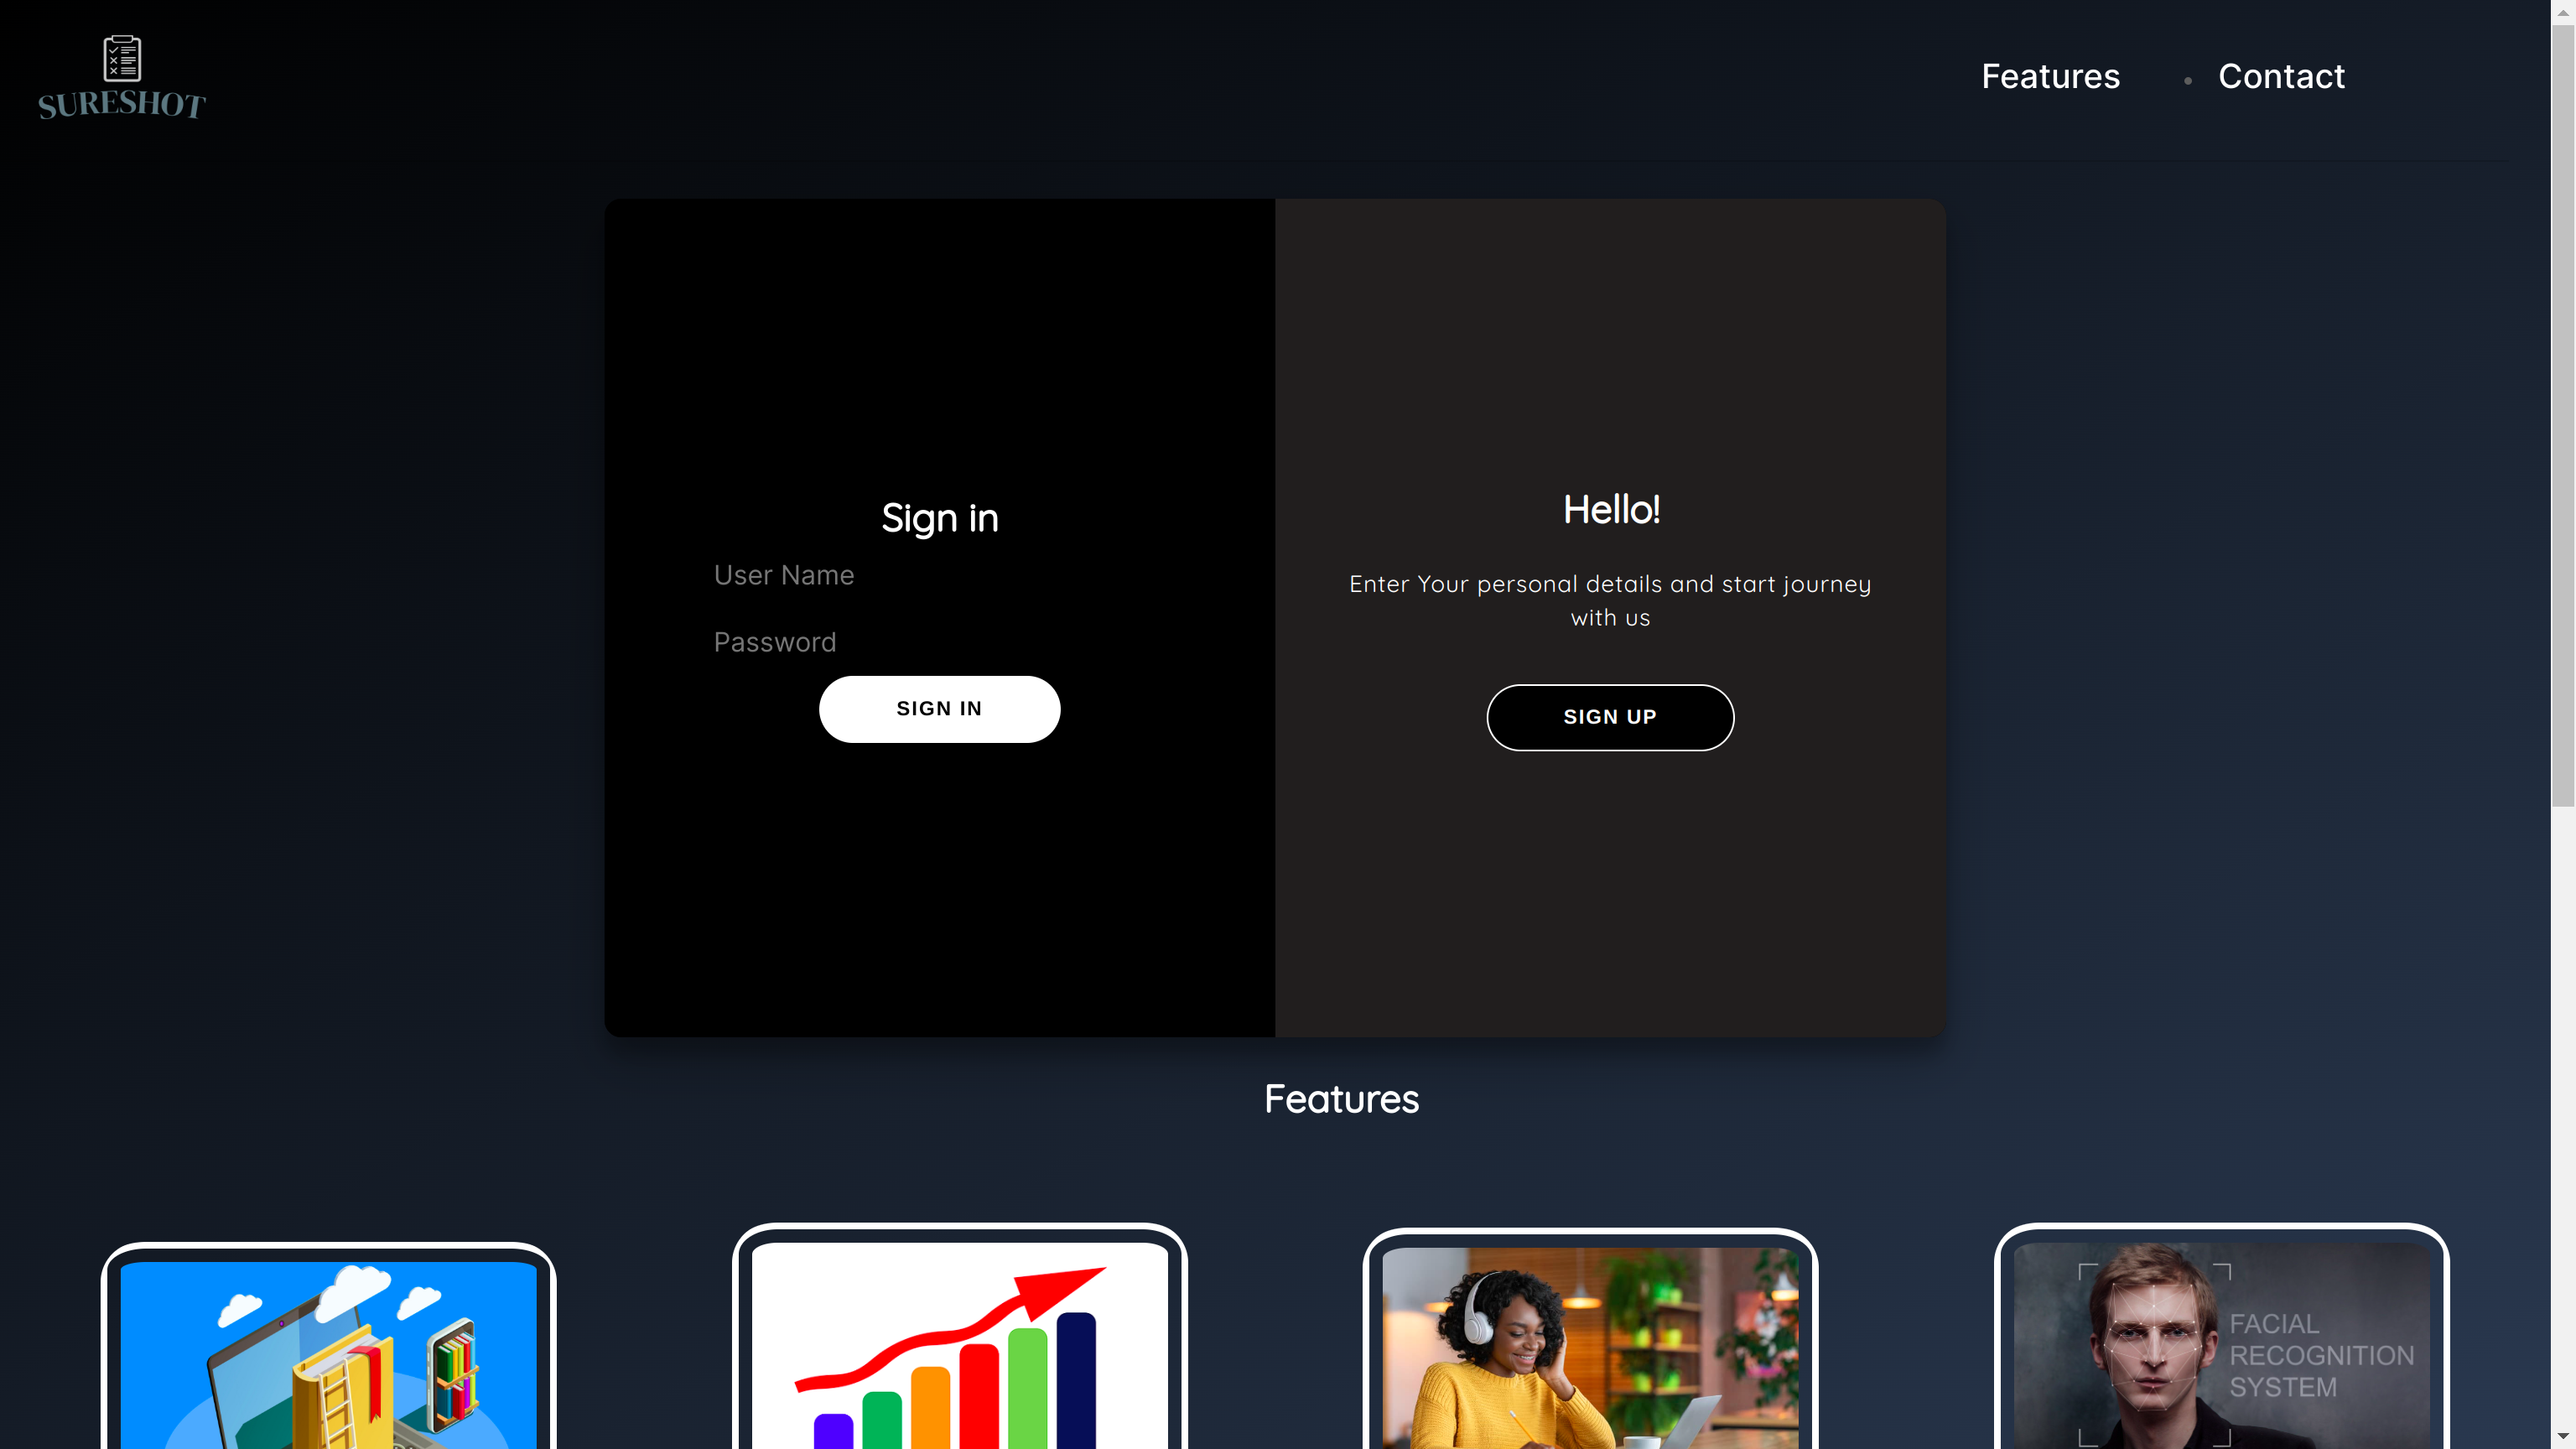 SURESHOT
Features
Contact
Sign in
User Name
Password
SIGN IN
Hello!
Enter Your personal details and start journey
with us
SIGN UP
Features
FACIAL
RECOGNITION
SYSTEM